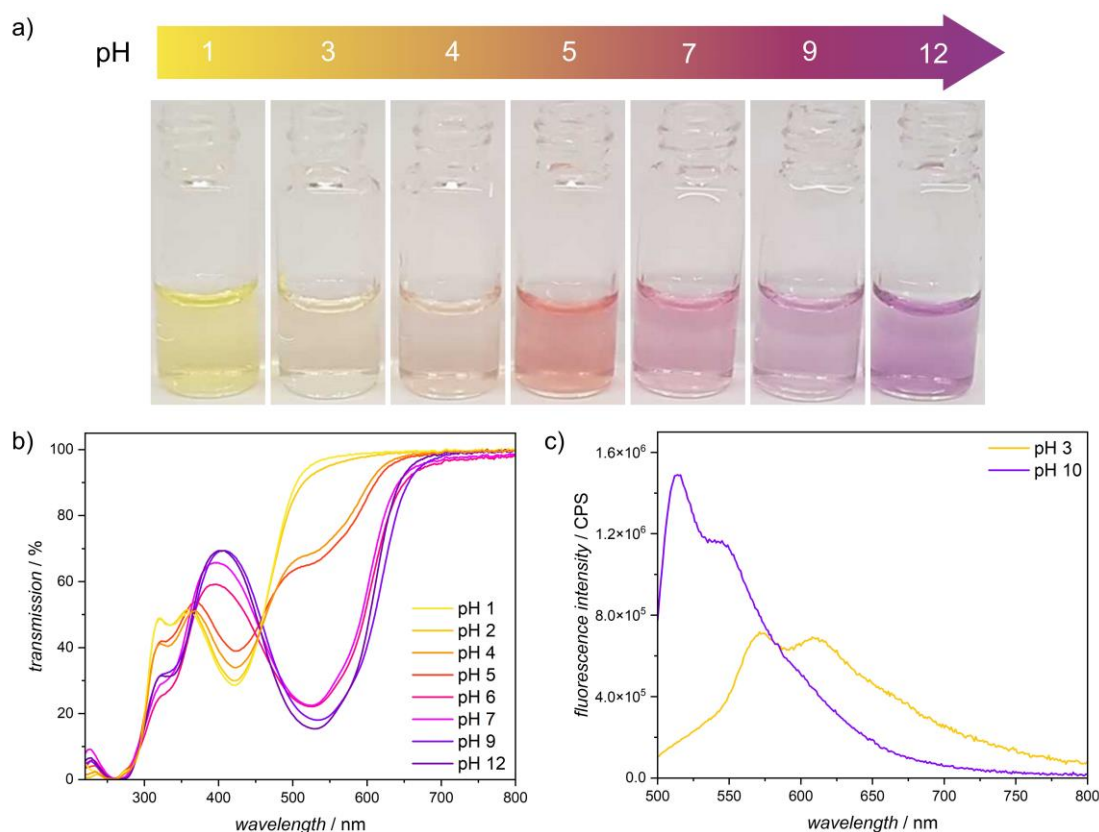 a)
pH 1 3 4 5 7 9 12
b)
100
80
60
40
20
0
transmission / %
300 400 500 600 700 800
wavelength / nm
pH 1
pH 2
pH 4
pH 5
pH 6
pH 7
pH 9
pH 12
c)
1.6×10⁶
1.2×10⁶
8.0×10⁵
4.0×10⁵
0.0
fluorescence intensity / CPS
500 550 600 650 700 750 800
wavelength / nm
pH 3
pH 10